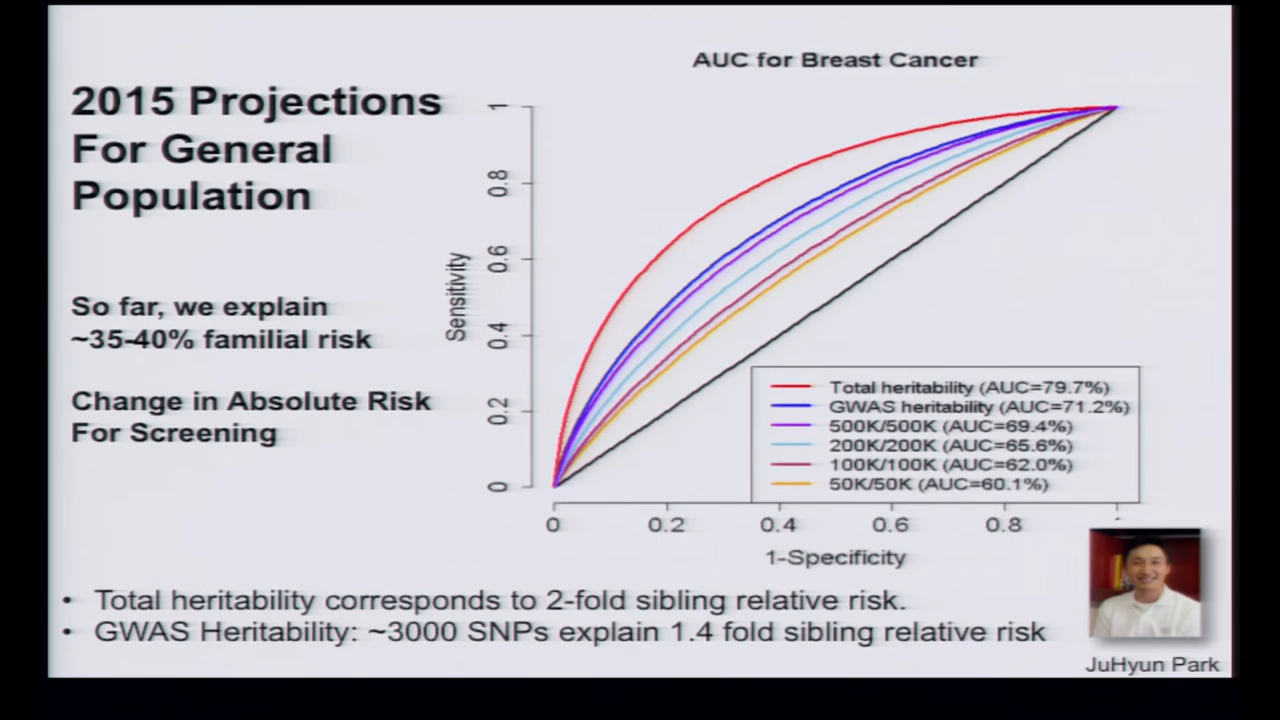 AUC for Breast Cancer
2015 Projections
For General
Population
So far, we explain
~35-40% familial risk
Change in Absolute Risk
For Screening
Sensitivity
1
0.8
0.6
0.4
0.2
0
Total heritability (AUC=79.7%)
GWAS heritability (AUC=71.2%)
500K/500K (AUC=69.4%)
200K/200K (AUC=65.6%)
100K/100K (AUC=62.0%)
50K/50K (AUC=60.1%)
0 0.2 0.4 0.6 0.8
1-Specificity
• Total heritability corresponds to 2-fold sibling relative risk.
• GWAS Heritability: ~3000 SNPs explain 1.4 fold sibling relative risk
JuHyun Park